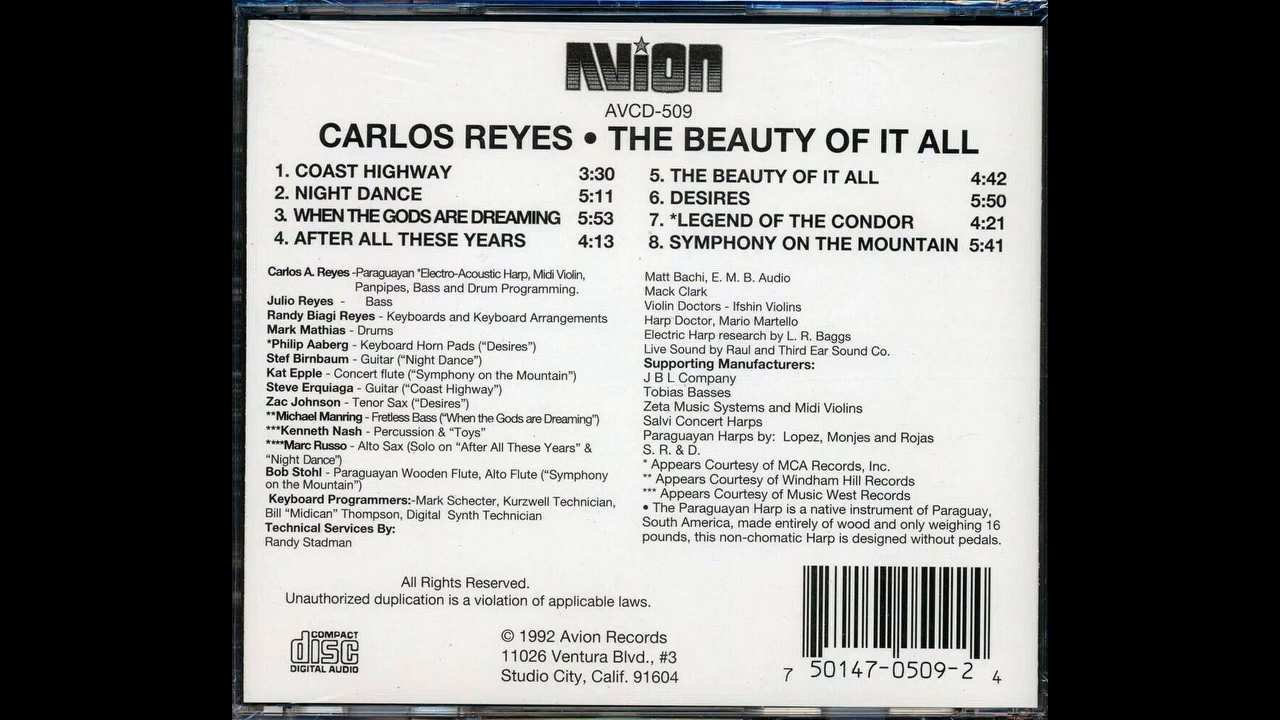 AVION
AVCD-509
CARLOS REYES • THE BEAUTY OF IT ALL
1. COAST HIGHWAY 3:30
2. NIGHT DANCE 5:11
3. WHEN THE GODS ARE DREAMING 5:53
4. AFTER ALL THESE YEARS 4:13
5. THE BEAUTY OF IT ALL 4:42
6. DESIRES 5:50
7. *LEGEND OF THE CONDOR 4:21
8. SYMPHONY ON THE MOUNTAIN 5:41
Carlos A. Reyes -Paraguayan *Electro-Acoustic Harp, Midi Violin,
Panpipes, Bass and Drum Programming.
Julio Reyes - Bass
Randy Biagi Reyes - Keyboards and Keyboard Arrangements
Mark Mathias - Drums
*Philip Aaberg - Keyboard Horn Pads ("Desires")
Stef Birnbaum - Guitar ("Night Dance")
Kat Epple - Concert flute ("Symphony on the Mountain")
Steve Erquiaga - Guitar ("Coast Highway")
Zac Johnson - Tenor Sax ("Desires")
**Michael Manring - Fretless Bass ("When the Gods are Dreaming")
***Kenneth Nash - Percussion & "Toys"
****Marc Russo - Alto Sax (Solo on "After All These Years" &
"Night Dance")
Bob Stohl - Paraguayan Wooden Flute, Alto Flute ("Symphony
on the Mountain")
Keyboard Programmers:-Mark Schecter, Kurzwell Technician,
Bill "Midican" Thompson, Digital Synth Technician
Technical Services By:
Randy Stadman
Matt Bachi, E. M. B. Audio
Mack Clark
Violin Doctors - Ifshin Violins
Harp Doctor, Mario Martello
Electric Harp research by L. R. Baggs
Live Sound by Raul and Third Ear Sound Co.
Supporting Manufacturers:
J B L Company
Tobias Basses
Zeta Music Systems and Midi Violins
Salvi Concert Harps
Paraguayan Harps by: Lopez, Monjes and Rojas
S. R. & D.
* Appears Courtesy of MCA Records, Inc.
** Appears Courtesy of Windham Hill Records
*** Appears Courtesy of Music West Records
• The Paraguayan Harp is a native instrument of Paraguay,
South America, made entirely of wood and only weighing 16
pounds, this non-chomatic Harp is designed without pedals.
All Rights Reserved.
Unauthorized duplication is a violation of applicable laws.
COMPACT
disc
DIGITAL AUDIO
© 1992 Avion Records
11026 Ventura Blvd., #3
Studio City, Calif. 91604
7 50147-0509-2 4